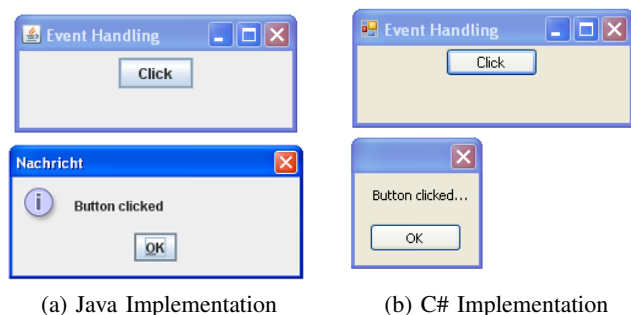 Event Handling
Click
Nachricht
Button clicked
OK
(a) Java Implementation
Event Handling
Click
Button clicked...
OK
(b) C# Implementation